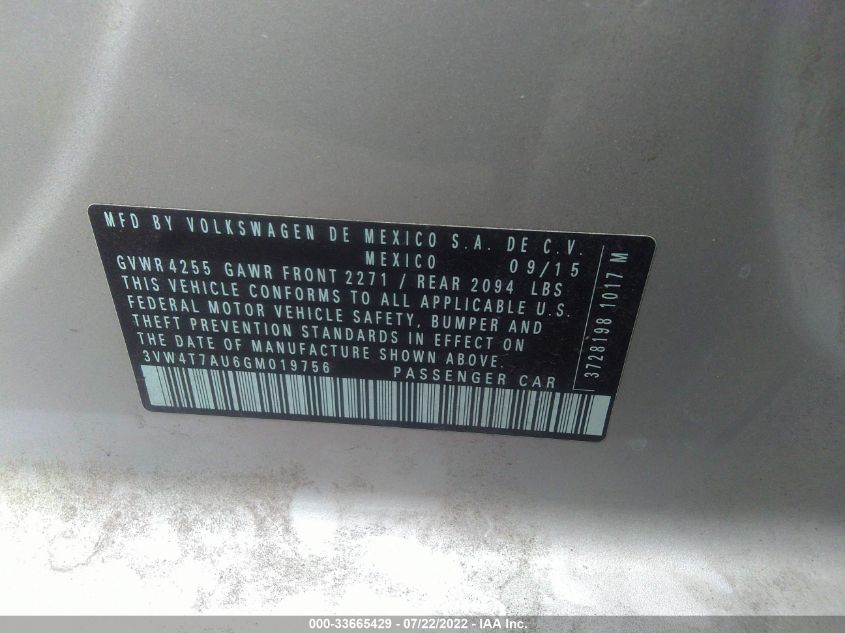 MFD BY VOLKSWAGEN DE MEXICO S.A. DE C.V.
MEXICO 09/15
GVWR 4255 GAWR FRONT 2271 / REAR 2094 LBS
THIS VEHICLE CONFORMS TO ALL APPLICABLE U.S.
FEDERAL MOTOR VEHICLE SAFETY, BUMPER AND
THEFT PREVENTION STANDARDS IN EFFECT ON
THE DATE OF MANUFACTURE SHOWN ABOVE.
3VW4T7AU6GM019756 PASSENGER CAR
3728198 1017 M
000-33665429 - 07/22/2022 - IAA Inc.